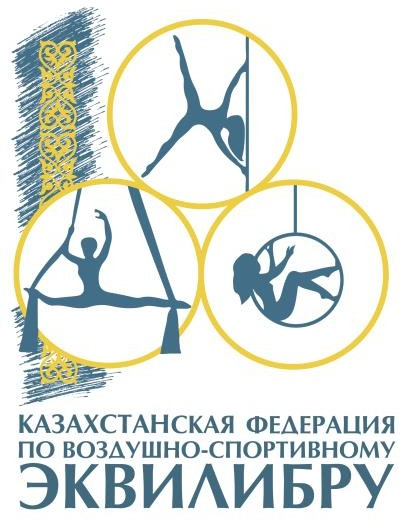 КАЗАХСТАНСКАЯ ФЕДЕРАЦИЯ
ПО ВОЗДУШНО-СПОРТИВНОМУ
ЭКВИЛИБРУ